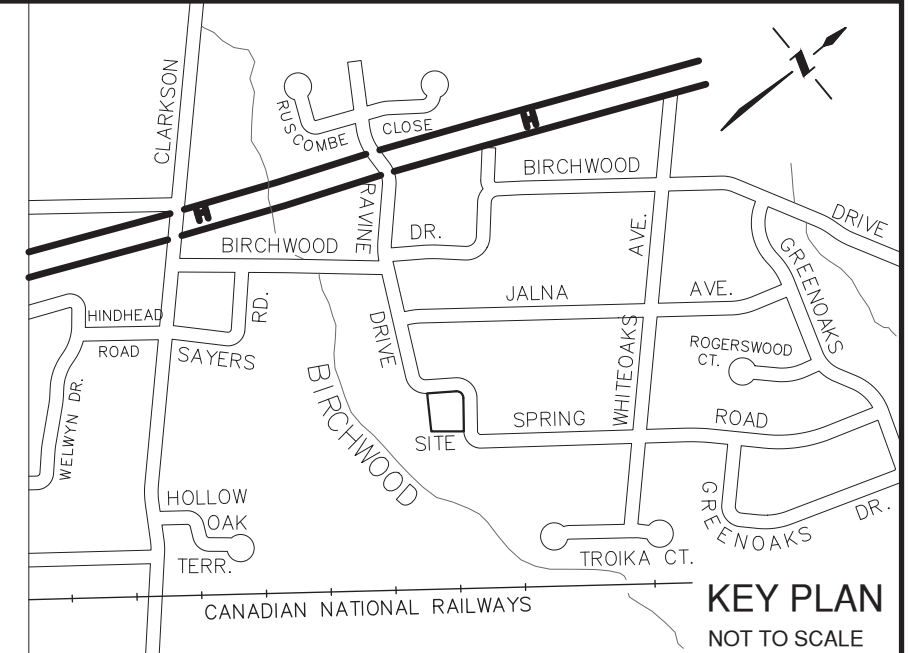 CLARKSON
RUSCOMBE
CLOSE
N
H
H
BIRCHWOOD
DRIVE
RAVINE
DRIVE
BIRCHWOOD
DR.
WHITEOAKS
AVE.
GREENOAKS
JALNA
AVE.
HINDHEAD
ROAD
RD.
SAYERS
ROGERSWOOD
CT.
WELWYN DR.
BIRCHWOOD
SITE
SPRING
ROAD
HOLLOW
OAK
TERR.
GREENOAKS
DR.
TROIKA CT.
CANADIAN NATIONAL RAILWAYS
KEY PLAN
NOT TO SCALE